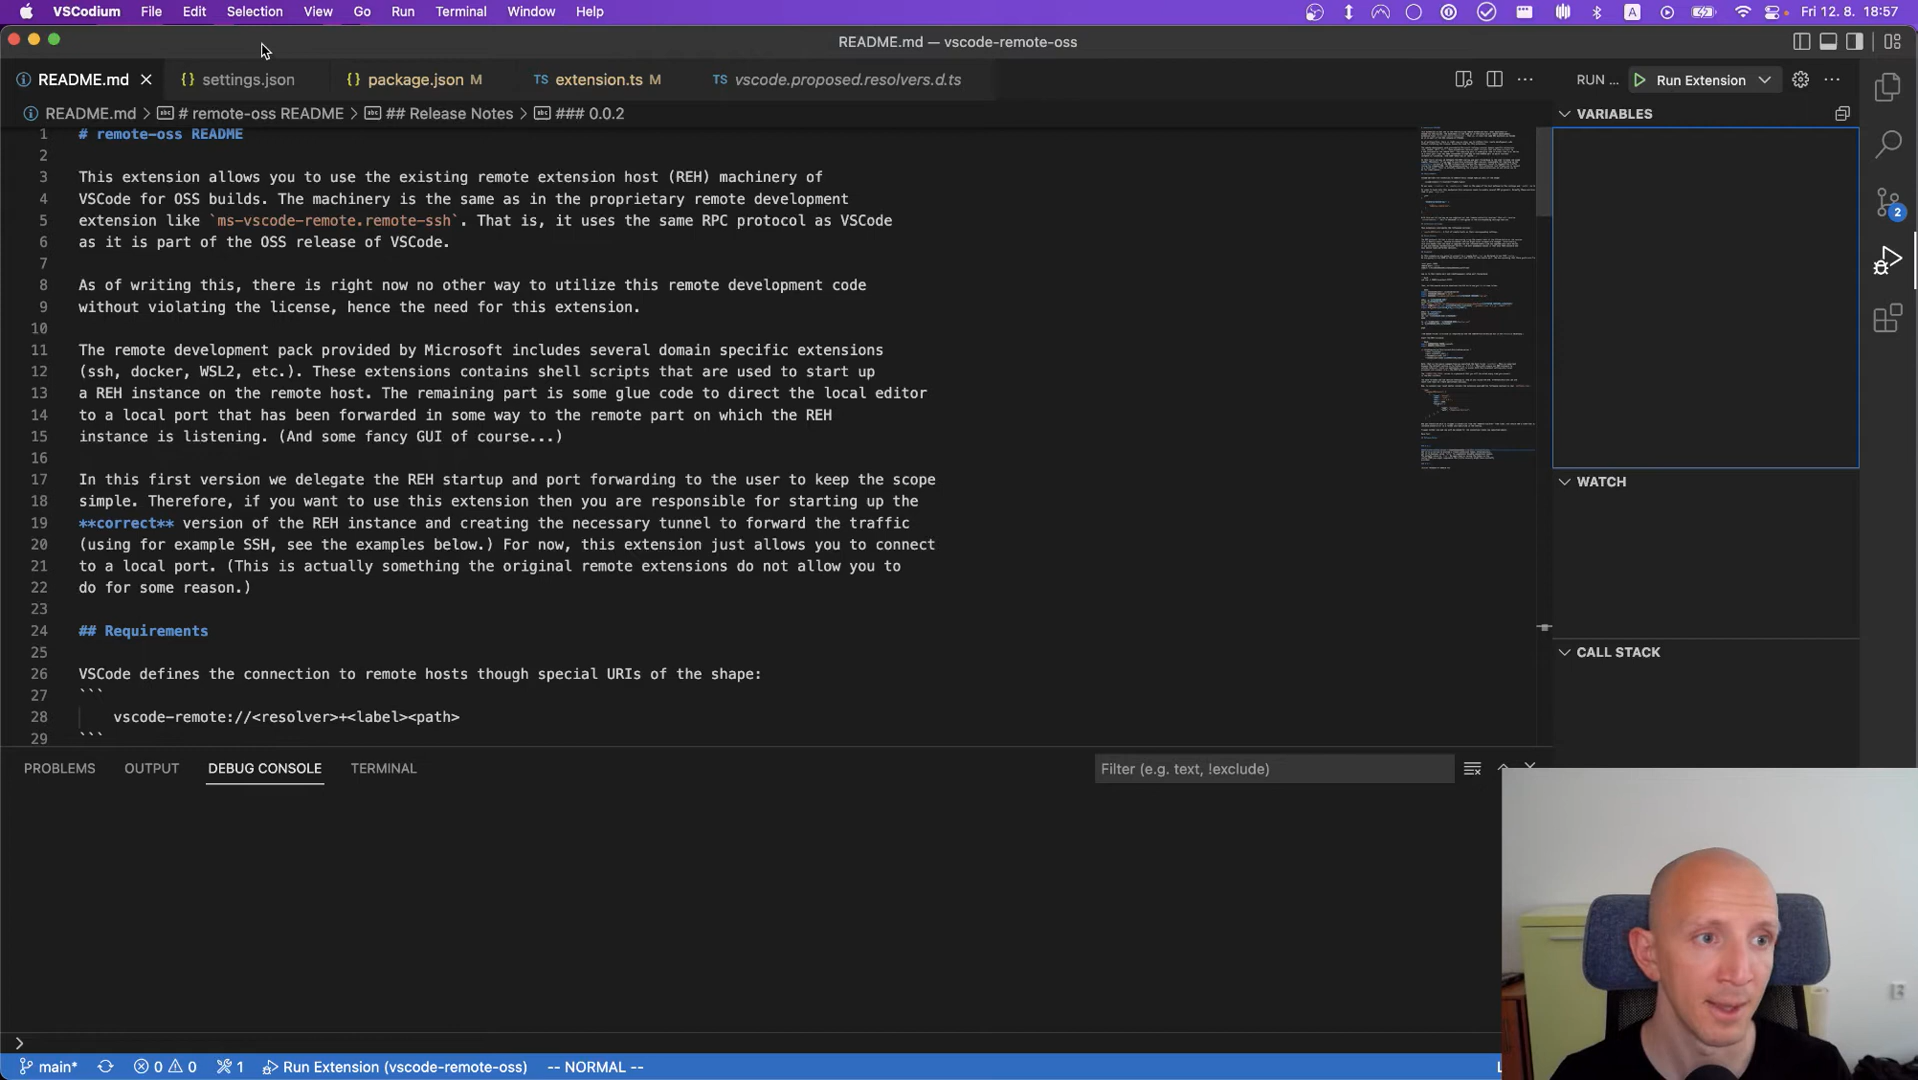 VSCodium File Edit Selection View Go Run Terminal Window Help
A Fri 12. 8. 18:57
README.md — vscode-remote-oss
README.md settings.json package.json M TS extension.ts M TS vscode.proposed.resolvers.d.ts
RUN ... Run Extension
README.md > # remote-oss README > ## Release Notes > ### 0.0.2
VARIABLES
1 # remote-oss README
2
3 This extension allows you to use the existing remote extension host (REH) machinery of
4 VSCode for OSS builds. The machinery is the same as in the proprietary remote development
5 extension like `ms-vscode-remote.remote-ssh`. That is, it uses the same RPC protocol as VSCode
6 as it is part of the OSS release of VSCode.
7
8 As of writing this, there is right now no other way to utilize this remote development code
9 without violating the license, hence the need for this extension.
10
11 The remote development pack provided by Microsoft includes several domain specific extensions
12 (ssh, docker, WSL2, etc.). These extensions contains shell scripts that are used to start up
13 a REH instance on the remote host. The remaining part is some glue code to direct the local editor
14 to a local port that has been forwarded in some way to the remote part on which the REH
15 instance is listening. (And some fancy GUI of course...)
16
17 In this first version we delegate the REH startup and port forwarding to the user to keep the scope
18 simple. Therefore, if you want to use this extension then you are responsible for starting up the
19 **correct** version of the REH instance and creating the necessary tunnel to forward the traffic
20 (using for example SSH, see the examples below.) For now, this extension just allows you to connect
21 to a local port. (This is actually something the original remote extensions do not allow you to
22 do for some reason.)
23
24 ## Requirements
25
26 VSCode defines the connection to remote hosts though special URIs of the shape:
27 ```
28 vscode-remote://<resolver>+<label><path>
29 ```
2
WATCH
CALL STACK
PROBLEMS OUTPUT DEBUG CONSOLE TERMINAL
Filter (e.g. text, !exclude)
main* 0 0 1 Run Extension (vscode-remote-oss) -- NORMAL --